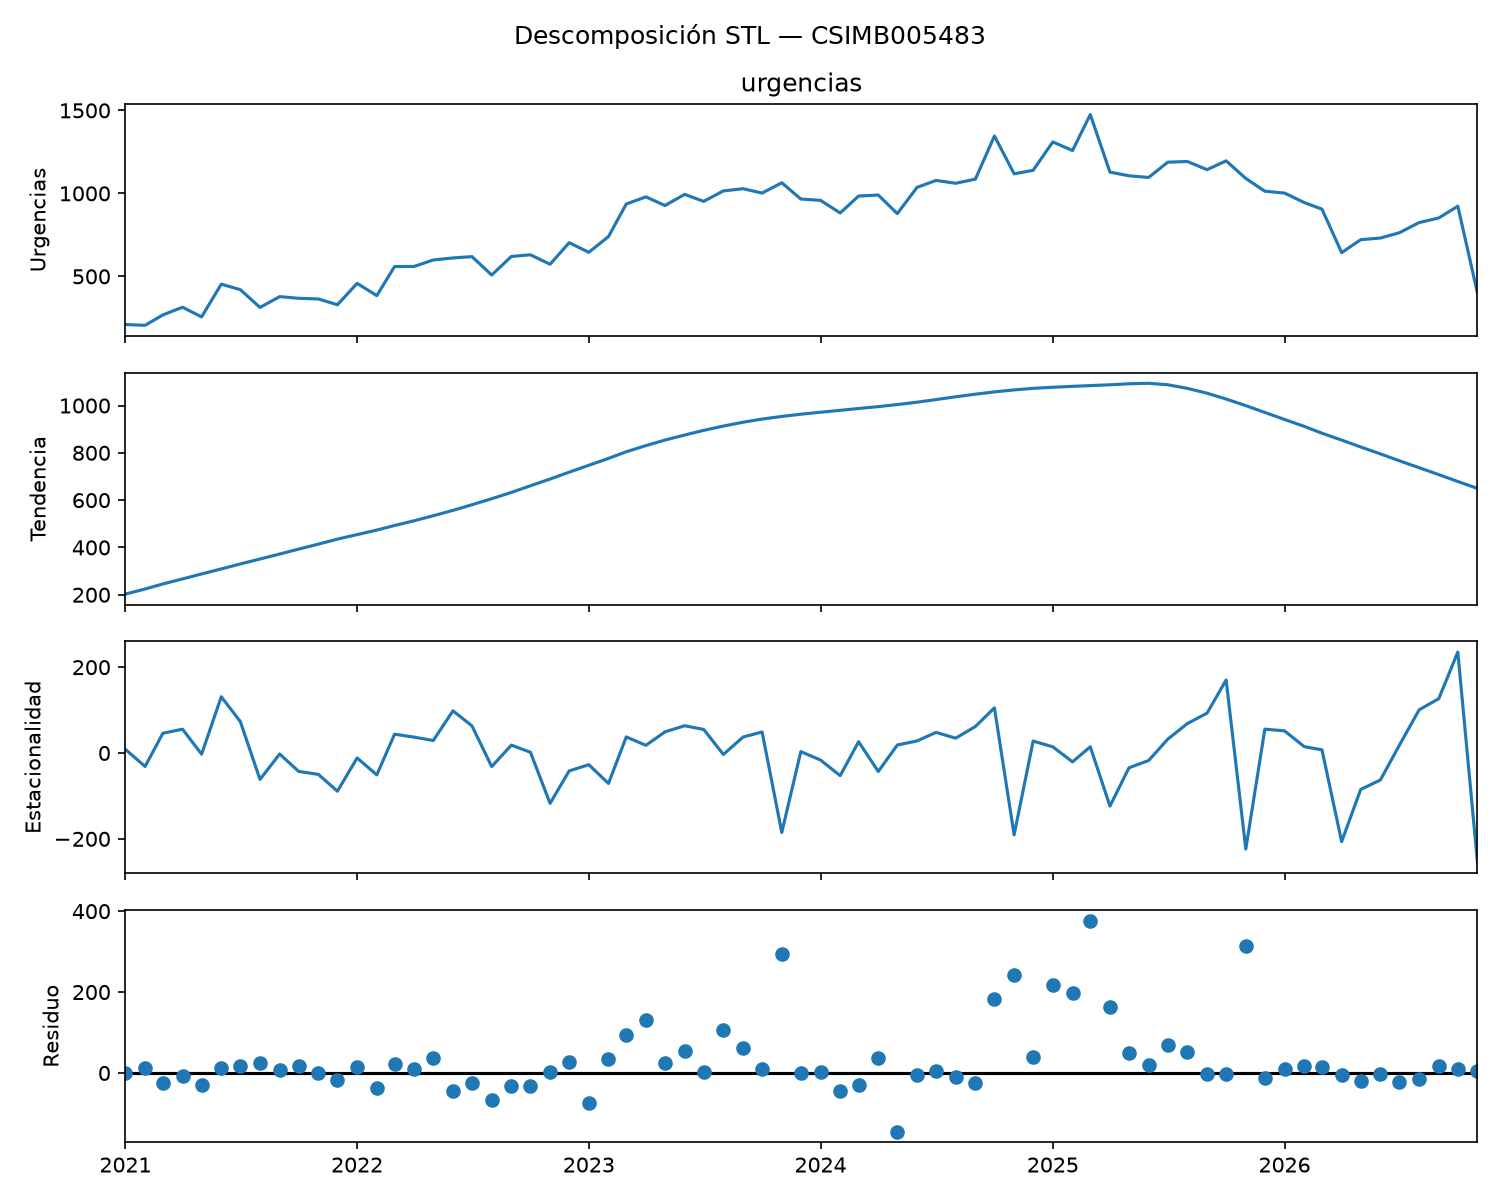 Descomposición STL — CSIMB005483
urgencias
Urgencias
1500
1000
500
Tendencia
1000
800
600
400
200
Estacionalidad
200
0
−200
Residuo
400
200
0
2021 2022 2023 2024 2025 2026